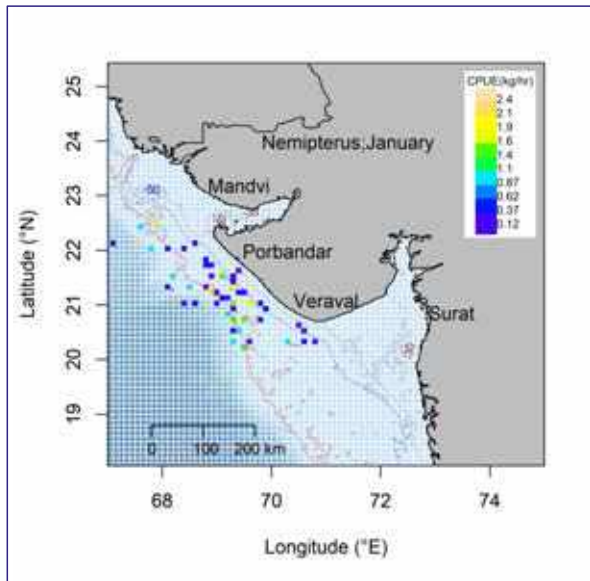 CPUE(kg/hr)
2.4
2.1
1.9
1.6
1.4
1.1
0.87
0.62
0.37
0.12
Nemipterus;January
Mandvi
Porbandar
Veraval
Surat
0 100 200 km
25
24
23
22
21
20
19
Latitude (°N)
68 70 72 74
Longitude (°E)